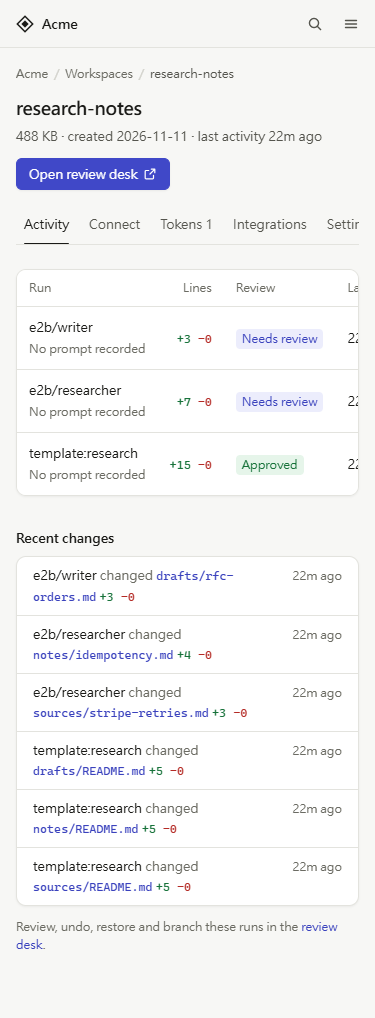 Acme
Acme / Workspaces / research-notes
research-notes
488 KB · created 2026-11-11 · last activity 22m ago
Open review desk
Activity Connect Tokens 1 Integrations Settin
Run Lines Review La
e2b/writer
No prompt recorded
+3 −0 Needs review 22
e2b/researcher
No prompt recorded
+7 −0 Needs review 22
template:research
No prompt recorded
+15 −0 Approved 22
Recent changes
e2b/writer changed drafts/rfc-
orders.md +3 −0
22m ago
e2b/researcher changed
notes/idempotency.md +4 −0
22m ago
e2b/researcher changed
sources/stripe-retries.md +3 −0
22m ago
template:research changed
drafts/README.md +5 −0
22m ago
template:research changed
notes/README.md +5 −0
22m ago
template:research changed
sources/README.md +5 −0
22m ago
Review, undo, restore and branch these runs in the review
desk.